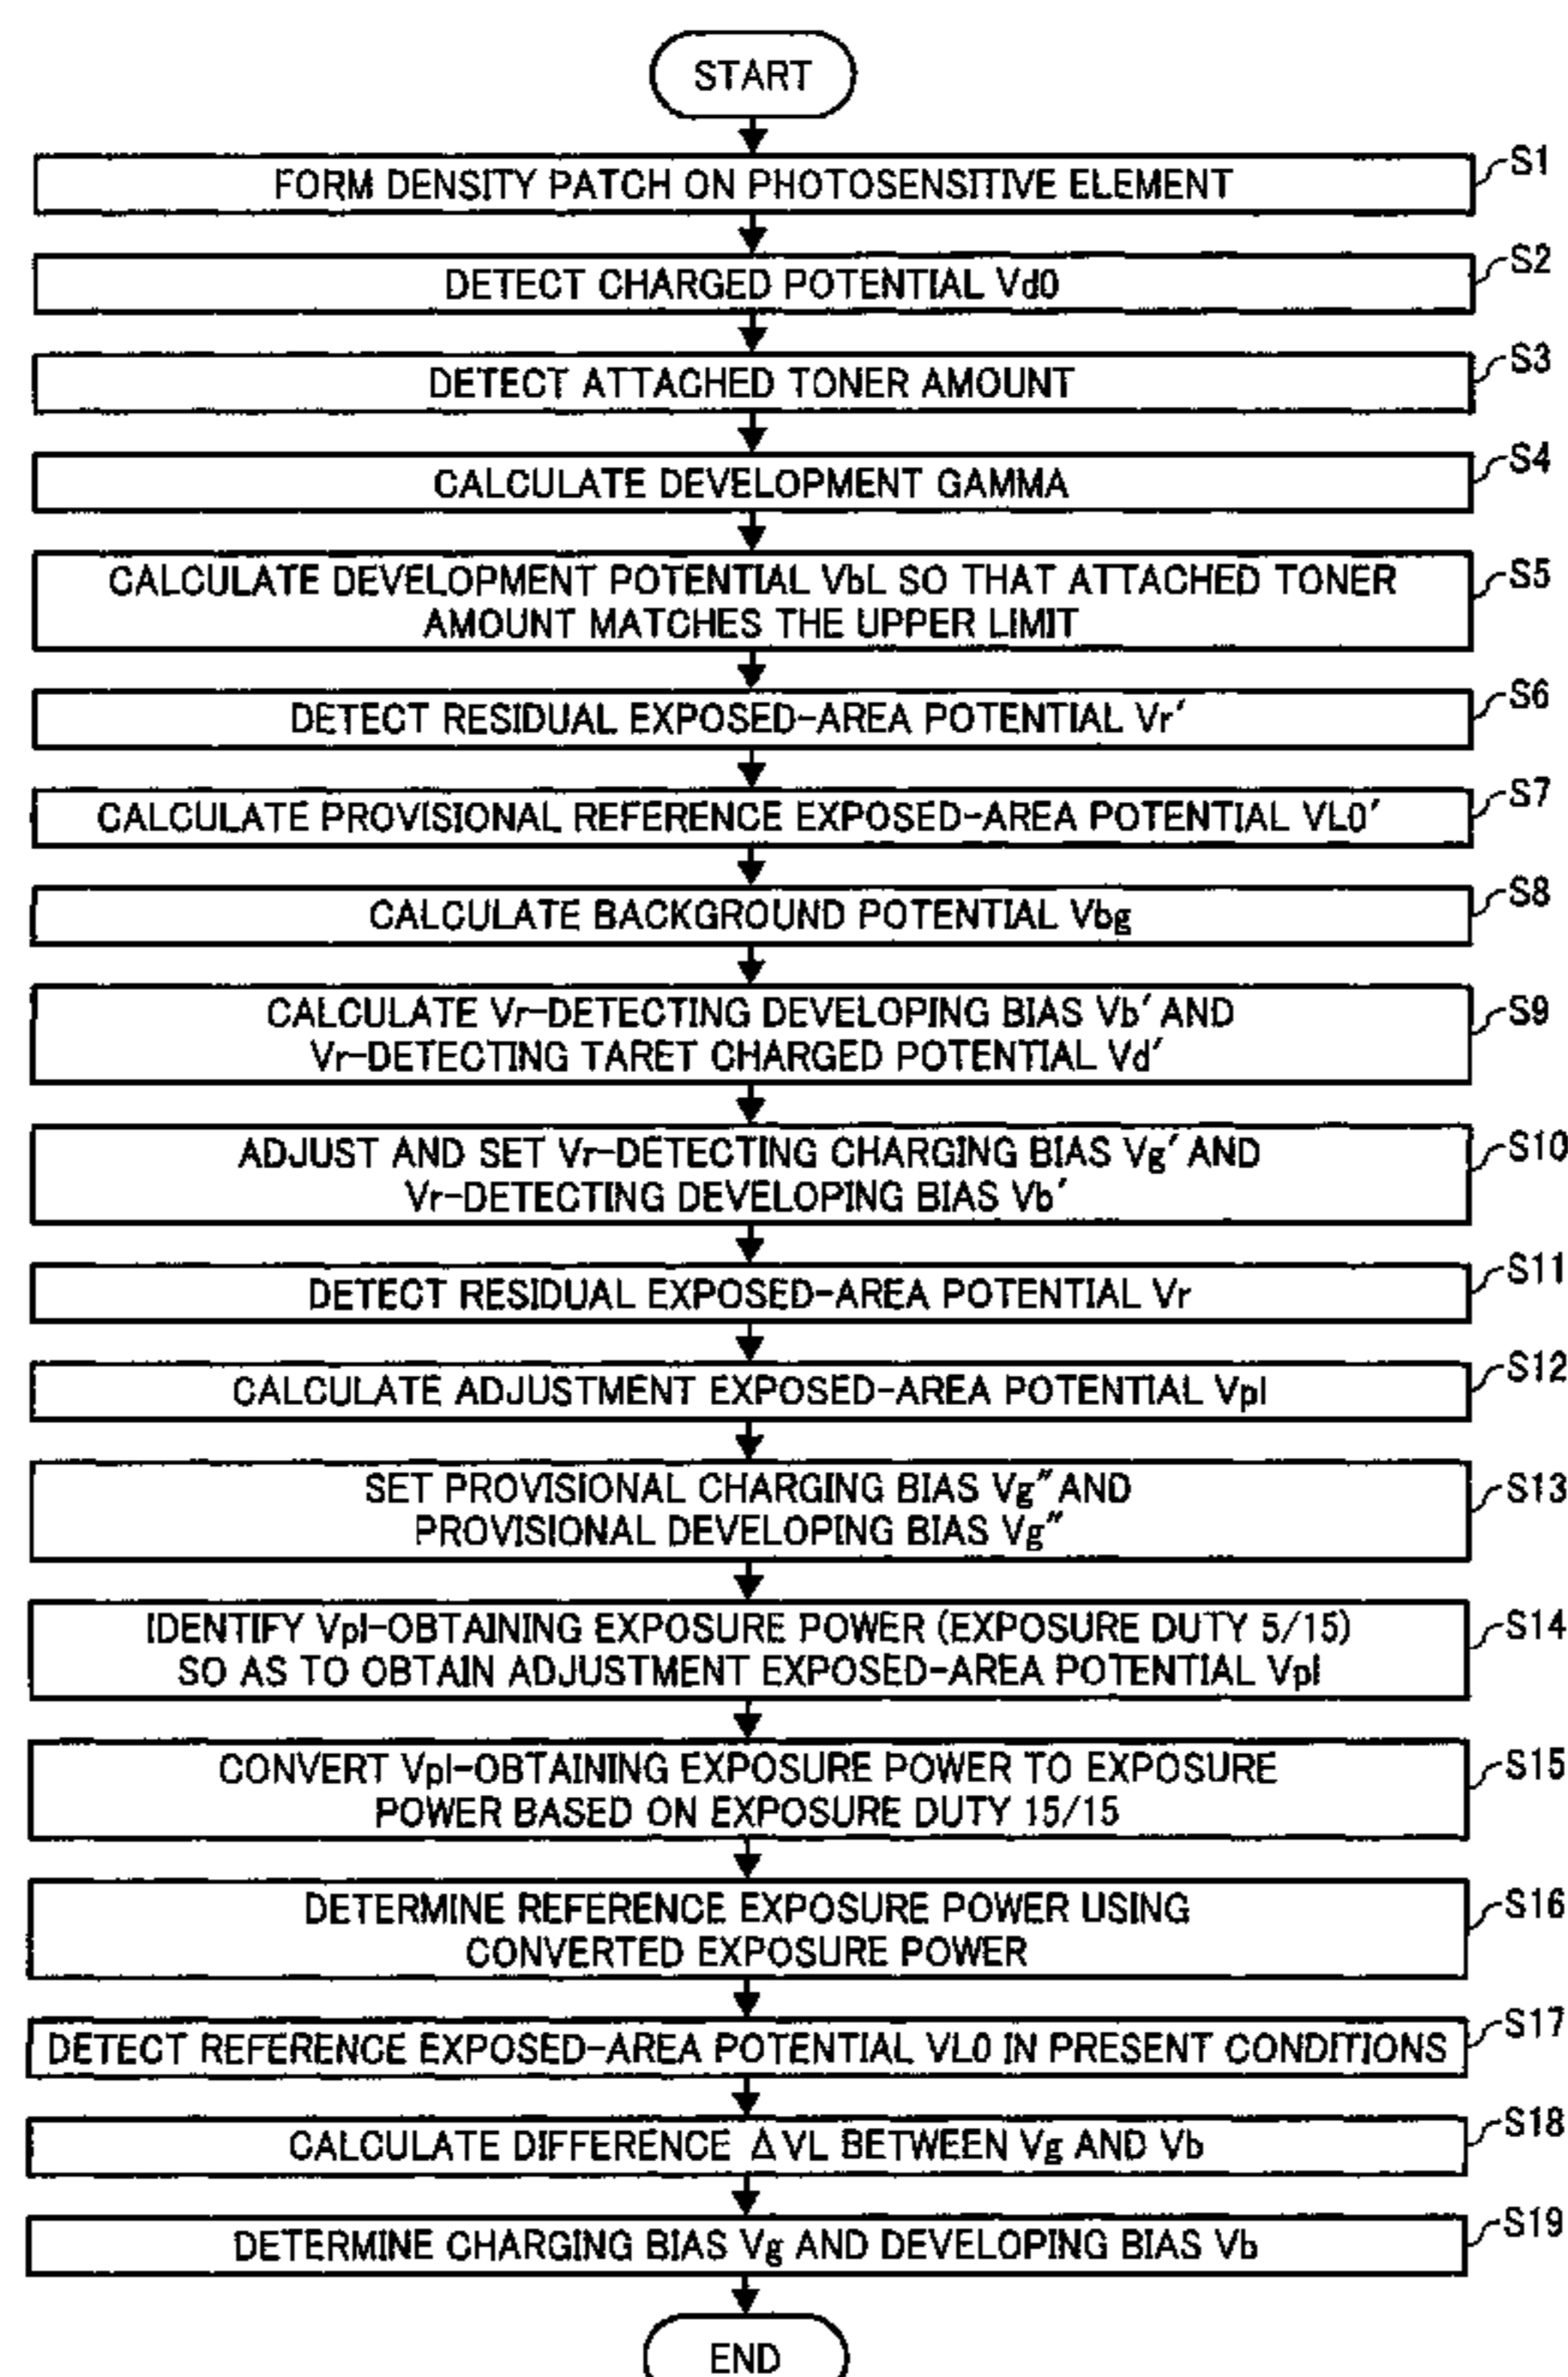 START
FORM DENSITY PATCH ON PHOTOSENSITIVE ELEMENT
S1
DETECT CHARGED POTENTIAL Vd0
S2
DETECT ATTACHED TONER AMOUNT
S3
CALCULATE DEVELOPMENT GAMMA
S4
CALCULATE DEVELOPMENT POTENTIAL VbL SO THAT ATTACHED TONER
AMOUNT MATCHES THE UPPER LIMIT
S5
DETECT RESIDUAL EXPOSED-AREA POTENTIAL Vr′
S6
CALCULATE PROVISIONAL REFERENCE EXPOSED-AREA POTENTIAL VL0′
S7
CALCULATE BACKGROUND POTENTIAL Vbg
S8
CALCULATE Vr-DETECTING DEVELOPING BIAS Vb′ AND
Vr-DETECTING TARET CHARGED POTENTIAL Vd′
S9
ADJUST AND SET Vr-DETECTING CHARGING BIAS Vg′ AND
Vr-DETECTING DEVELOPING BIAS Vb′
S10
DETECT RESIDUAL EXPOSED-AREA POTENTIAL Vr
S11
CALCULATE ADJUSTMENT EXPOSED-AREA POTENTIAL Vpl
S12
SET PROVISIONAL CHARGING BIAS Vg″ AND
PROVISIONAL DEVELOPING BIAS Vg″
S13
IDENTIFY Vpl-OBTAINING EXPOSURE POWER (EXPOSURE DUTY 5/15)
SO AS TO OBTAIN ADJUSTMENT EXPOSED-AREA POTENTIAL Vpl
S14
CONVERT Vpl-OBTAINING EXPOSURE POWER TO EXPOSURE
POWER BASED ON EXPOSURE DUTY 15/15
S15
DETERMINE REFERENCE EXPOSURE POWER USING
CONVERTED EXPOSURE POWER
S16
DETECT REFERENCE EXPOSED-AREA POTENTIAL VL0 IN PRESENT CONDITIONS
S17
CALCULATE DIFFERENCE ΔVL BETWEEN Vg AND Vb
S18
DETERMINE CHARGING BIAS Vg AND DEVELOPING BIAS Vb
S19
END